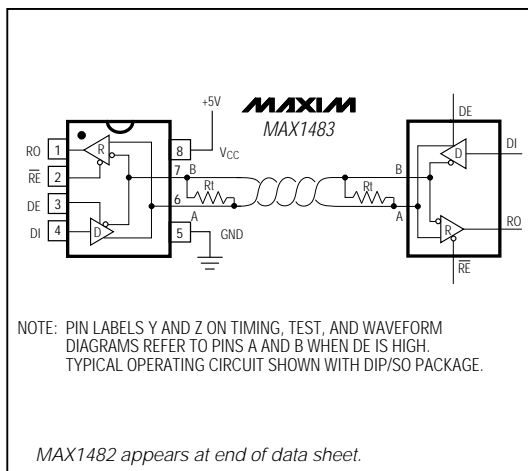 +5V
MAXIM
MAX1483
DE
RO 1
R
8 VCC
DI
D
RE 2
7 B
B
Rt
Rt
DE 3
6 A
A
RO
R
DI 4
D
5 GND
RE
NOTE: PIN LABELS Y AND Z ON TIMING, TEST, AND WAVEFORM
DIAGRAMS REFER TO PINS A AND B WHEN DE IS HIGH.
TYPICAL OPERATING CIRCUIT SHOWN WITH DIP/SO PACKAGE.
MAX1482 appears at end of data sheet.